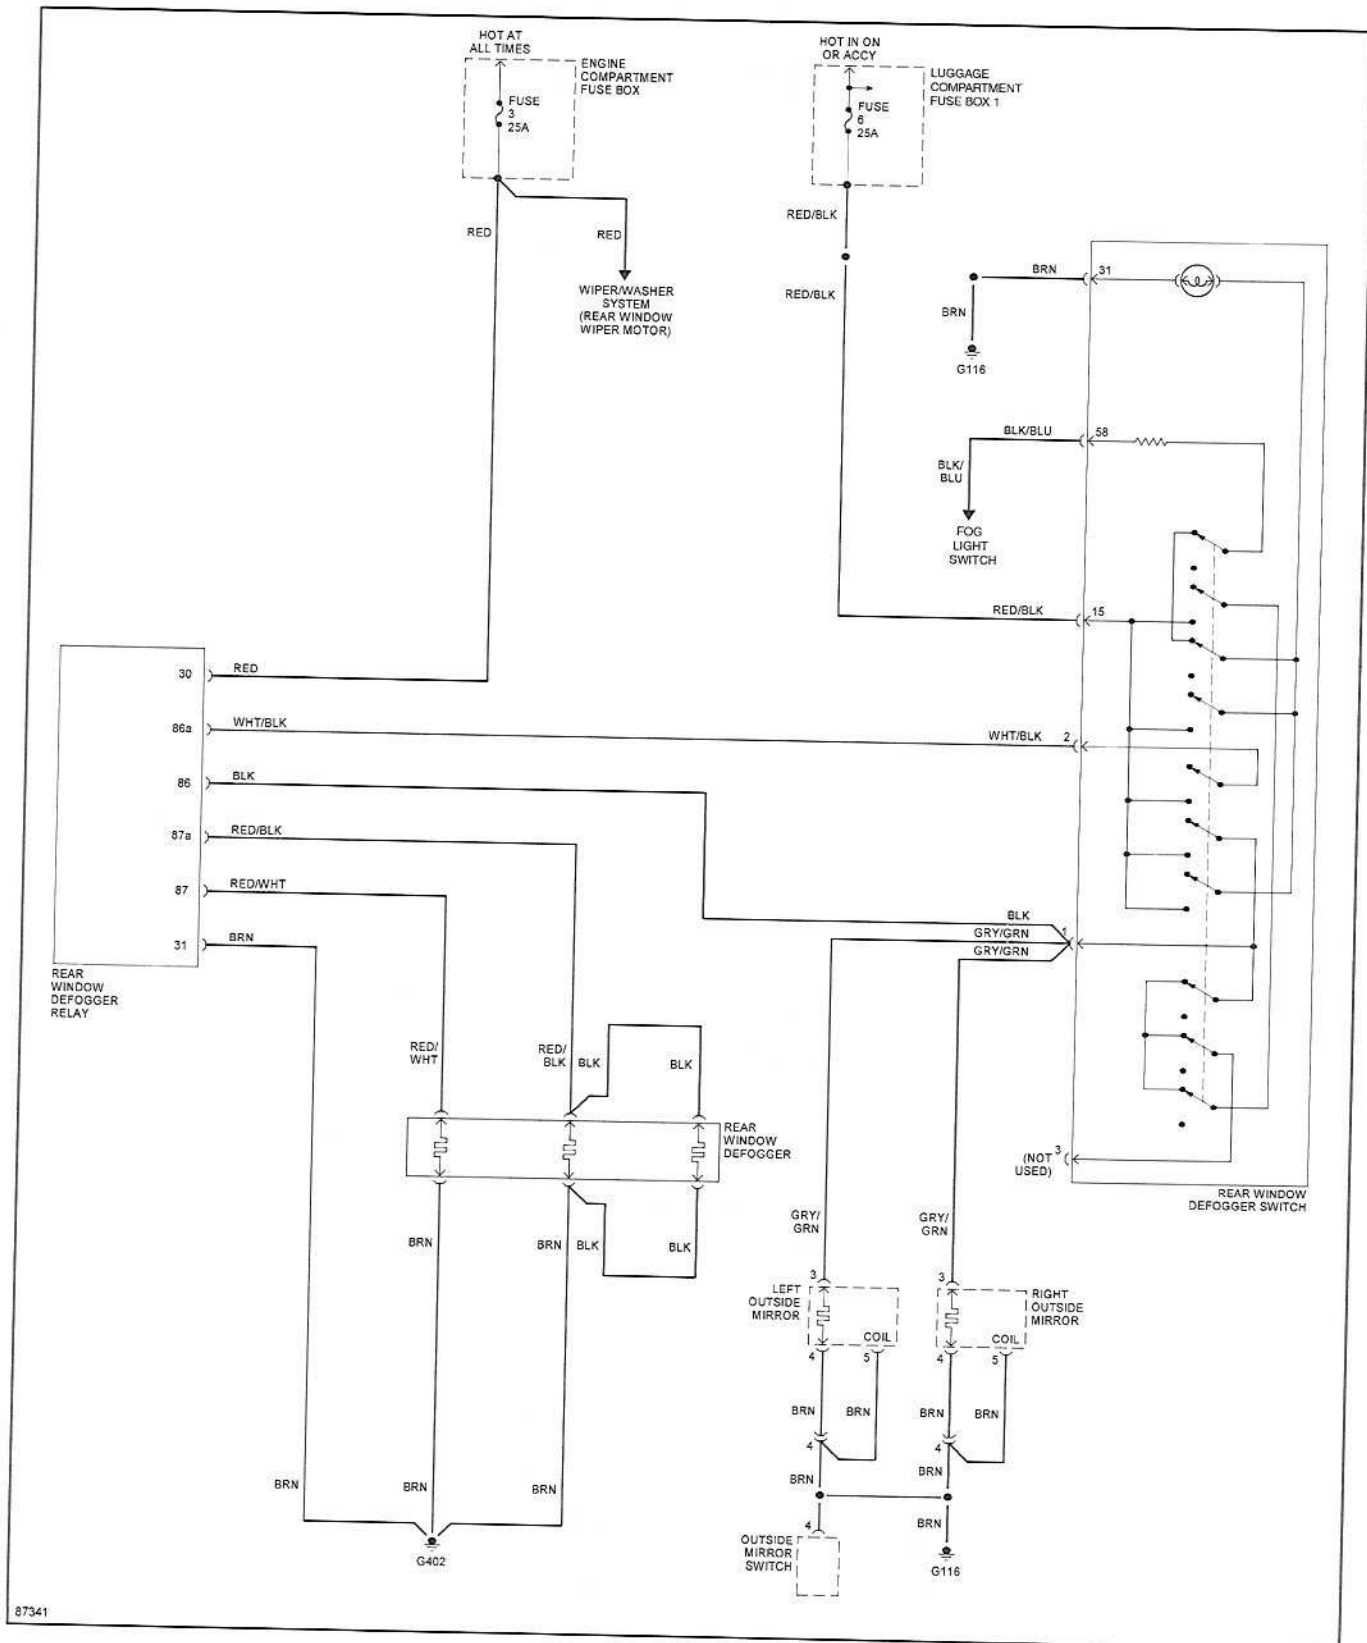 HOT AT
ALL TIMES
ENGINE
COMPARTMENT
FUSE BOX
FUSE
3
25A
HOT IN ON
OR ACCY
LUGGAGE
COMPARTMENT
FUSE BOX 1
FUSE
6
25A
RED
RED
WIPER/WASHER
SYSTEM
(REAR WINDOW
WIPER MOTOR)
RED/BLK
RED/BLK
BRN
31
BRN
G116
BLK/BLU
58
BLK/
BLU
FOG
LIGHT
SWITCH
RED/BLK
15
30
RED
86a
WHT/BLK
WHT/BLK
2
86
BLK
87a
RED/BLK
87
RED/WHT
31
BRN
REAR
WINDOW
DEFOGGER
RELAY
BLK
GRY/GRN
1
GRY/GRN
RED/
WHT
RED/
BLK
BLK
BLK
REAR
WINDOW
DEFOGGER
(NOT
USED)
3
REAR WINDOW
DEFOGGER SWITCH
BRN
BRN
BLK
BLK
GRY/
GRN
GRY/
GRN
3
LEFT
OUTSIDE
MIRROR
COIL
4
5
3
RIGHT
OUTSIDE
MIRROR
COIL
4
5
BRN
BRN
BRN
BRN
4
4
BRN
BRN
BRN
BRN
BRN
4
BRN
OUTSIDE
MIRROR
SWITCH
G402
G116
87341